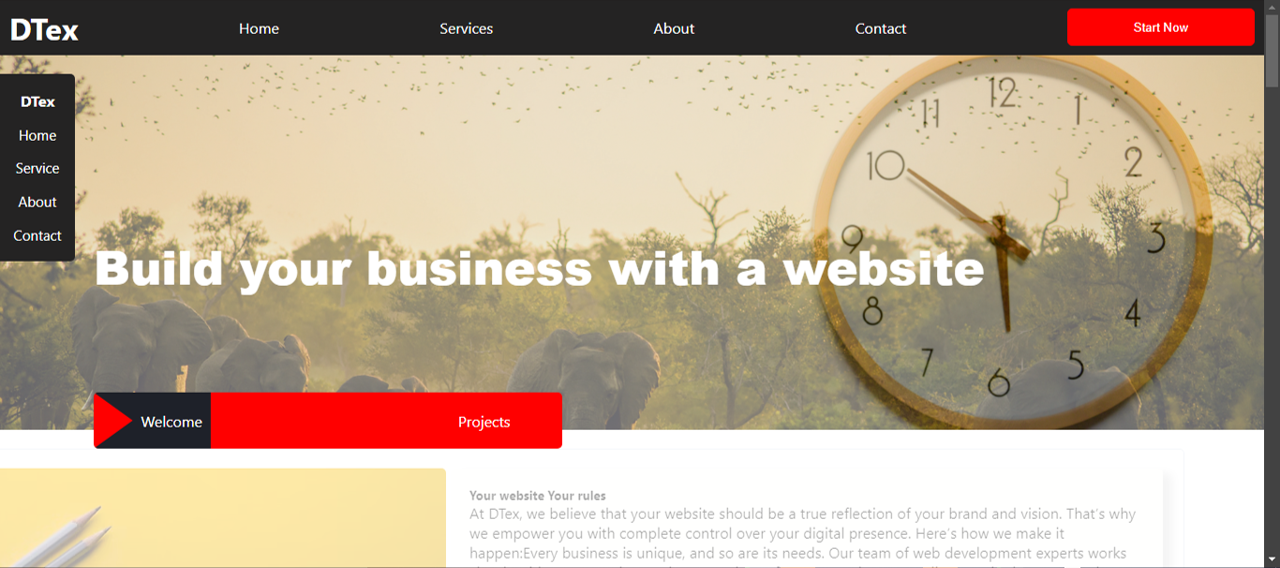 DTex
Home
Services
About
Contact
Start Now
DTex
Home
Service
About
Contact
12
11
1
10
2
9
3
8
4
7
5
6
Build your business with a website
Welcome
Projects
Your website Your rules
At DTex, we believe that your website should be a true reflection of your brand and vision. That's why
we empower you with complete control over your digital presence. Here's how we make it
happen:Every business is unique, and so are its needs. Our team of web development experts works